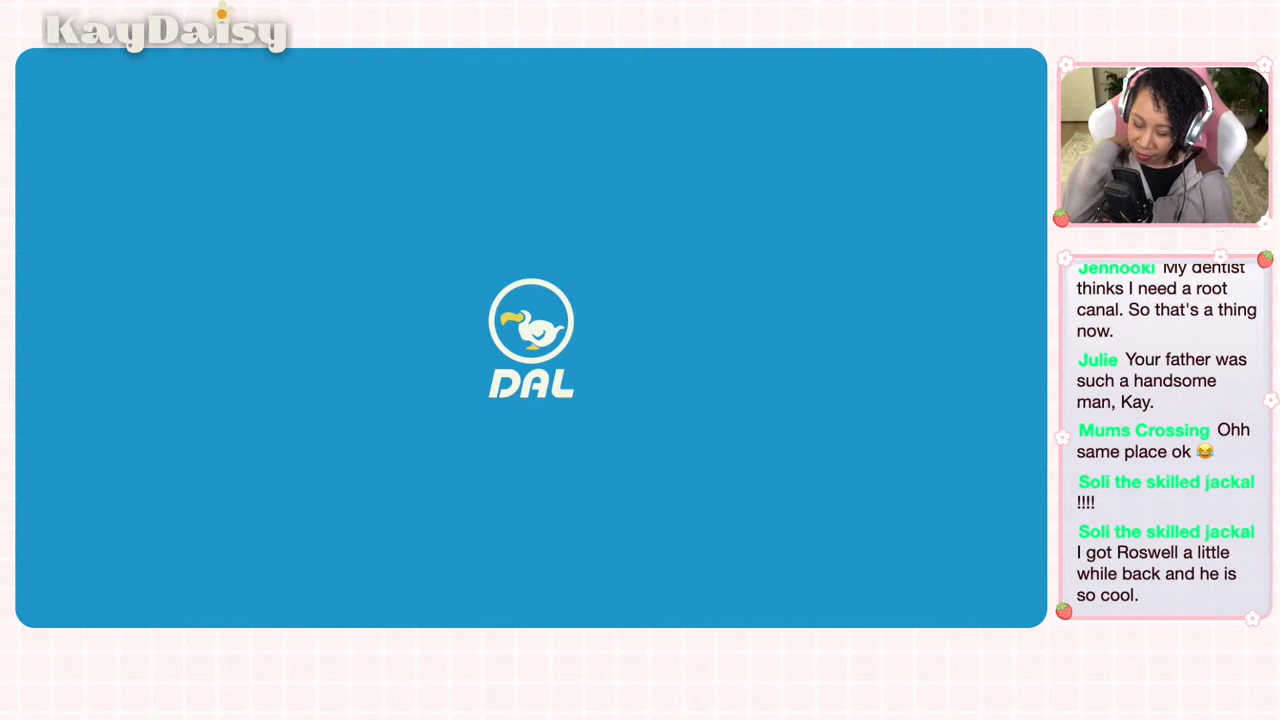 KayDaisy
DAL
Jennooki My dentist
thinks I need a root
canal. So that's a thing
now.
Julie Your father was
such a handsome
man, Kay.
Mums Crossing Ohh
same place ok 😂
Soli the skilled jackal
!!!!
Soli the skilled jackal
I got Roswell a little
while back and he is
so cool.